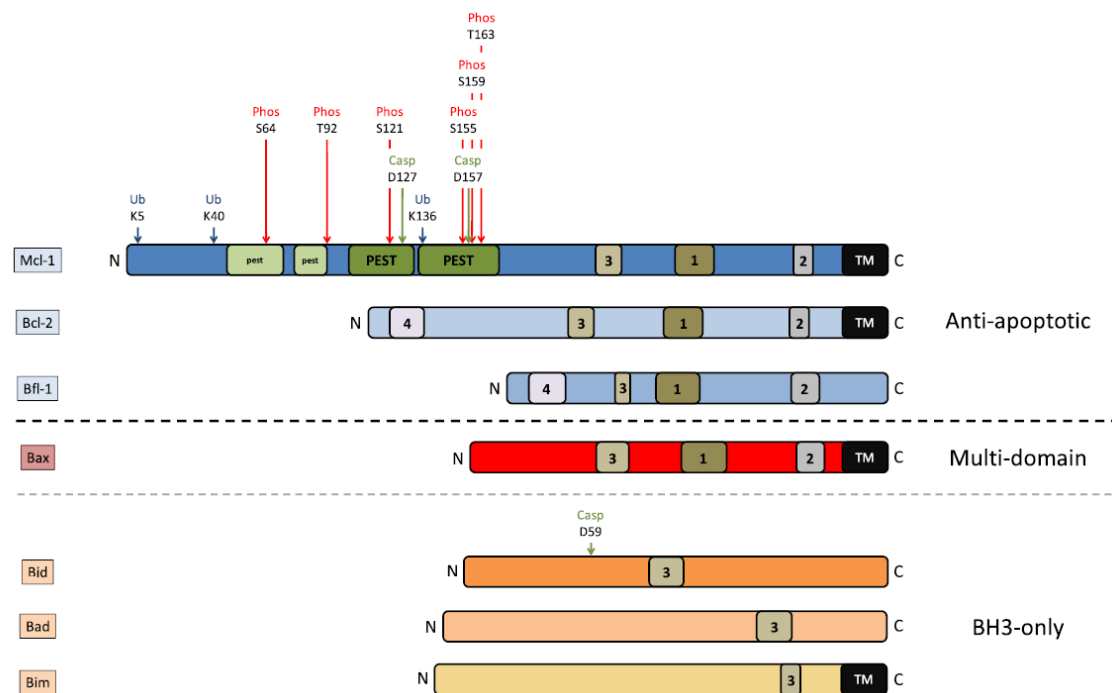 Phos
T163
Phos
S159
Phos Phos Phos Phos
S64 T92 S121 S155
Casp Casp
D127 D157
Ub Ub Ub
K5 K40 K136
Mcl-1 N pest pest PEST PEST 3 1 2 TM C
Bcl-2 N 4 3 1 2 TM C Anti-apoptotic
Bfl-1 N 4 3 1 2 C
Bax N 3 1 2 TM C Multi-domain
Casp
D59
Bid N 3 C
Bad N 3 C BH3-only
Bim N 3 TM C